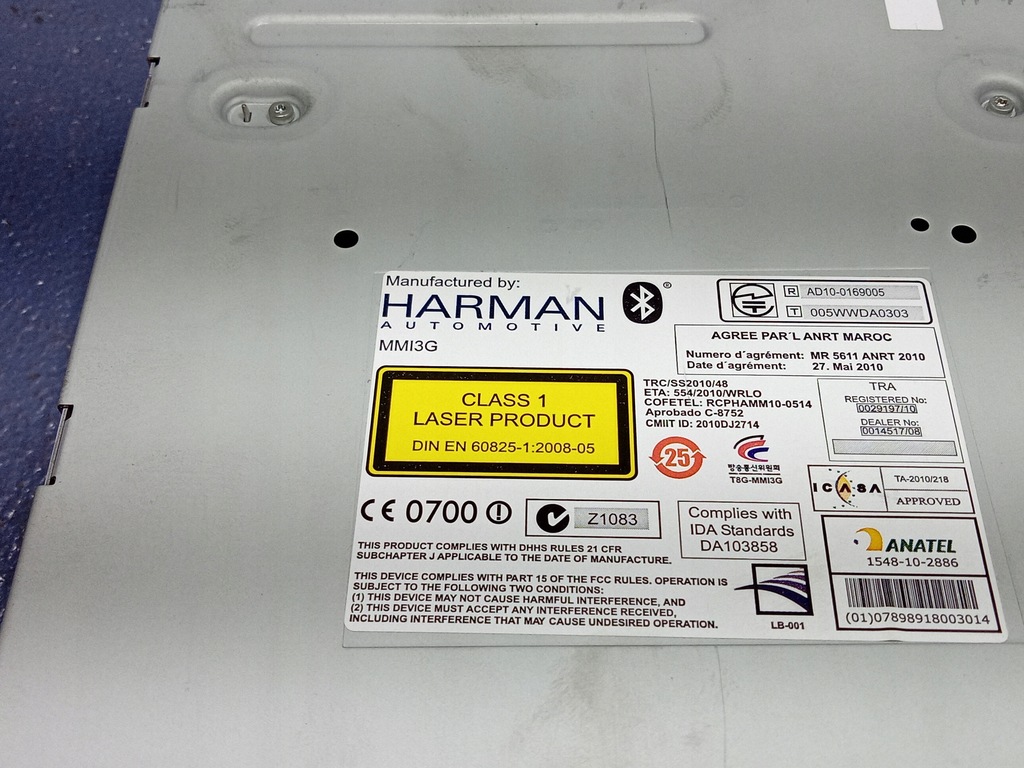 Manufactured by:
HARMAN
AUTOMOTIVE
MMI3G
®
R AD10-0169005
T 005WWDA0303
AGREE PAR´L ANRT MAROC
Numero d´agrément: MR 5611 ANRT 2010
Date d´agrément: 27. Mai 2010
CLASS 1
LASER PRODUCT
DIN EN 60825-1:2008-05
TRC/SS2010/48
ETA: 554/2010/WRLO
COFETEL: RCPHAMM10-0514
Aprobado C-8752
CMIIT ID: 2010DJ2714
TRA
REGISTERED No:
0029197/10
DEALER No:
0014517/08
25
방송통신위원회
T8G-MMI3G
ICASA
TA-2010/218
APPROVED
CE 0700
Z1083
Complies with
IDA Standards
DA103858
ANATEL
1548-10-2886
(01)07898918003014
THIS PRODUCT COMPLIES WITH DHHS RULES 21 CFR
SUBCHAPTER J APPLICABLE TO THE DATE OF MANUFACTURE.
THIS DEVICE COMPLIES WITH PART 15 OF THE FCC RULES. OPERATION IS
SUBJECT TO THE FOLLOWING TWO CONDITIONS:
(1) THIS DEVICE MAY NOT CAUSE HARMFUL INTERFERENCE, AND
(2) THIS DEVICE MUST ACCEPT ANY INTERFERENCE RECEIVED,
INCLUDING INTERFERENCE THAT MAY CAUSE UNDESIRED OPERATION.
LB-001